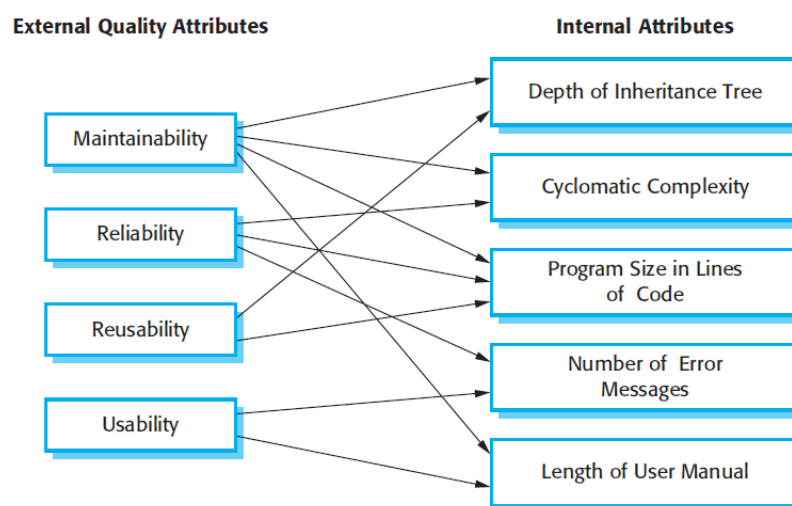 External Quality Attributes
Internal Attributes
Maintainability
Reliability
Reusability
Usability
Depth of Inheritance Tree
Cyclomatic Complexity
Program Size in Lines
of Code
Number of Error
Messages
Length of User Manual